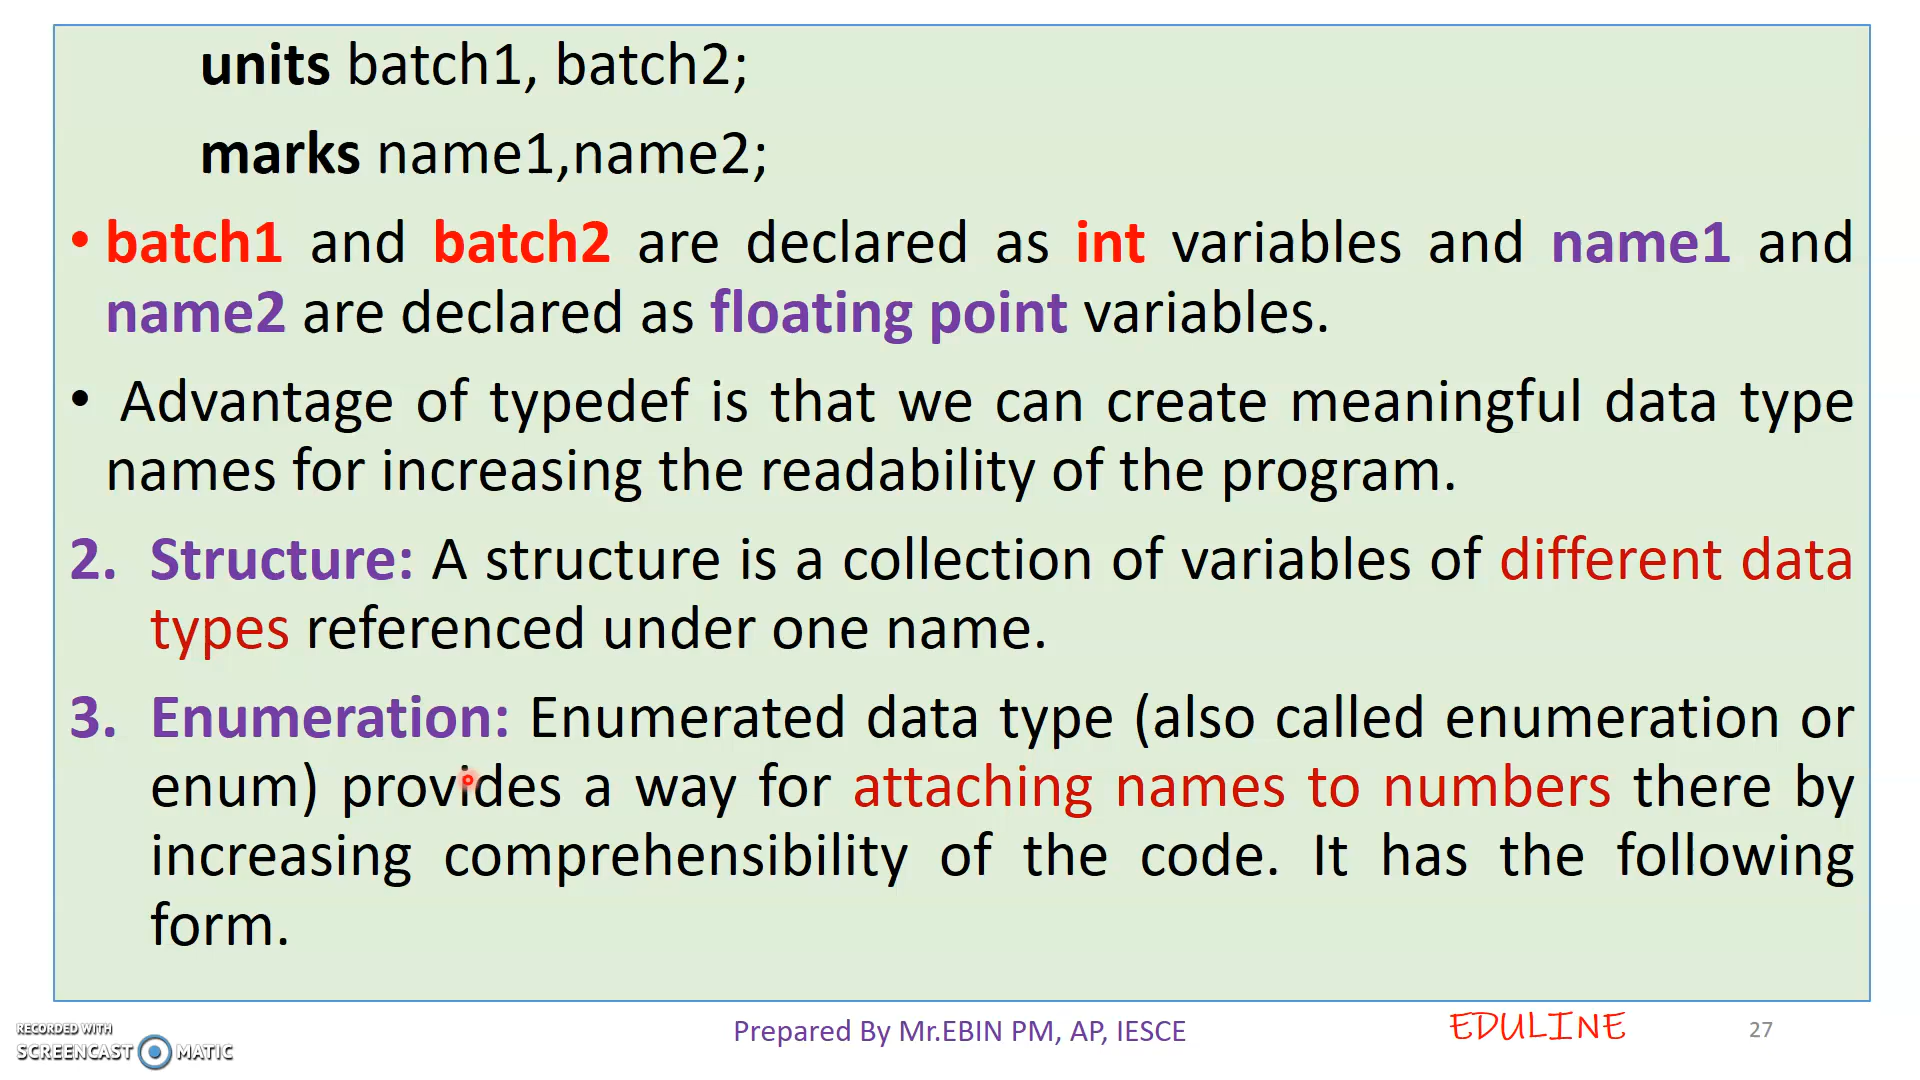 units batch1, batch2;
marks name1,name2;
• batch1 and batch2 are declared as int variables and name1 and
name2 are declared as floating point variables.
• Advantage of typedef is that we can create meaningful data type
names for increasing the readability of the program.
2. Structure: A structure is a collection of variables of different data
types referenced under one name.
3. Enumeration: Enumerated data type (also called enumeration or
enum) provides a way for attaching names to numbers there by
increasing comprehensibility of the code. It has the following
form.
RECORDED WITH
SCREENCAST MATIC
Prepared By Mr.EBIN PM, AP, IESCE
EDULINE
27